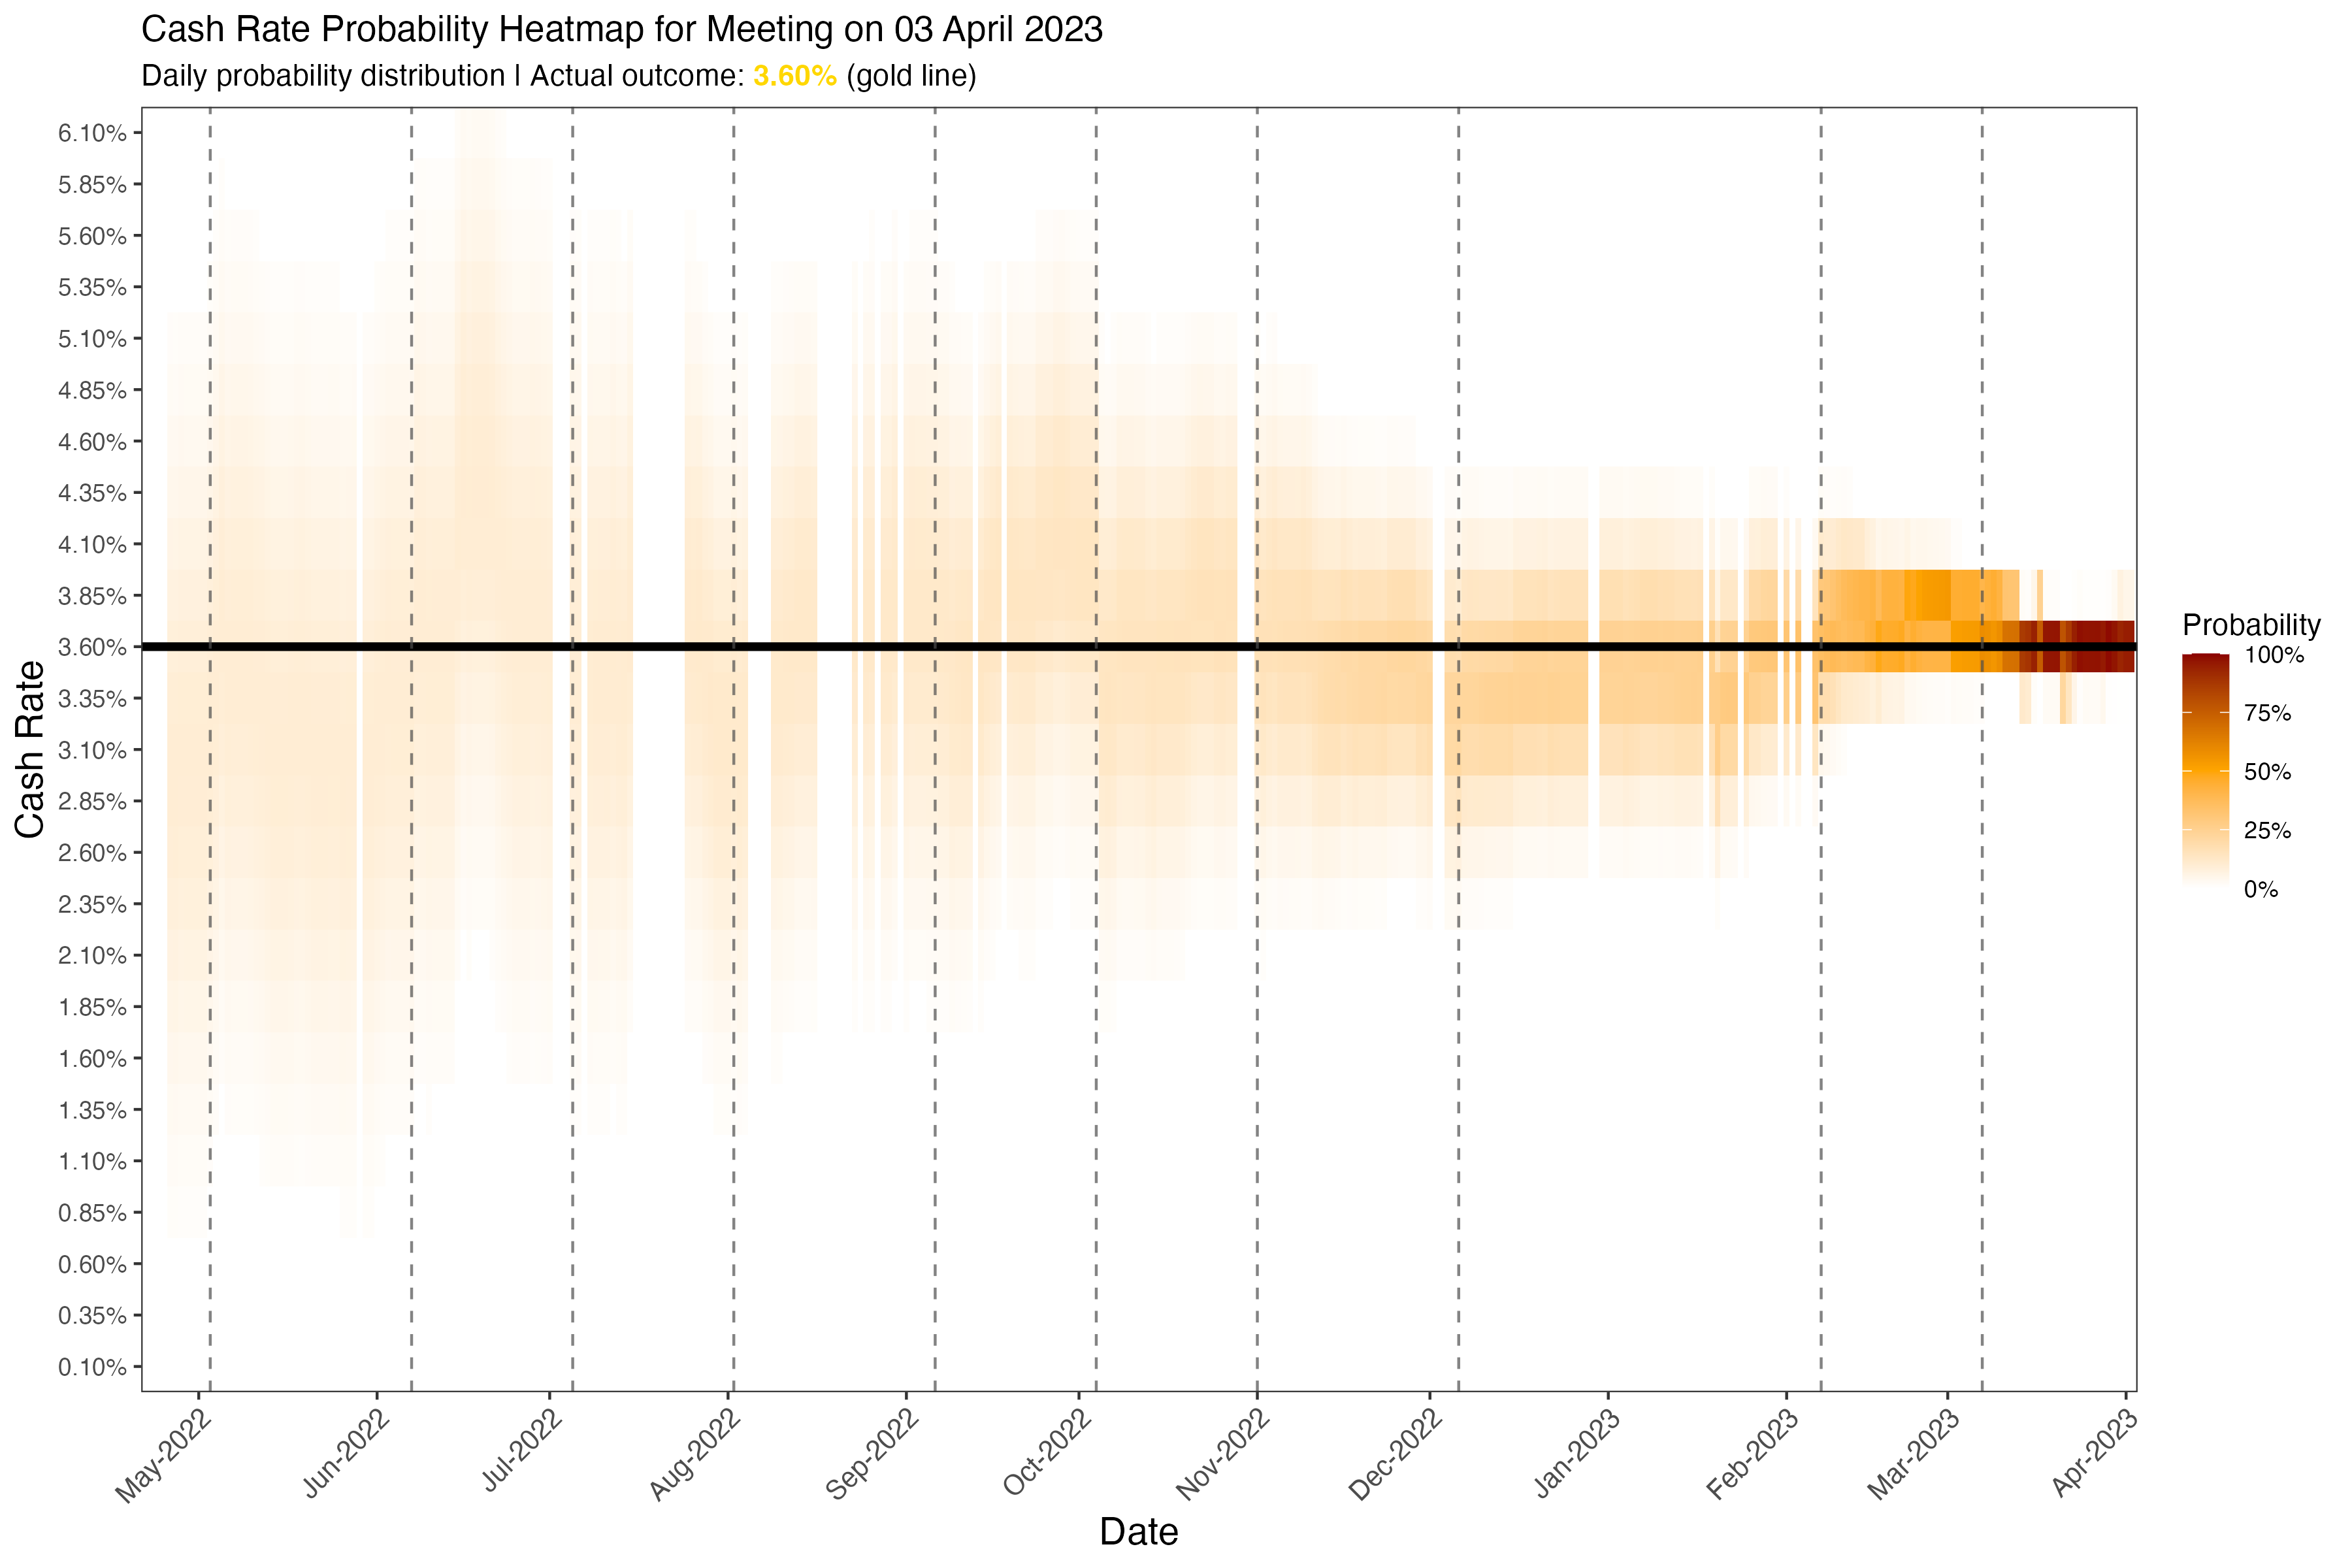 Cash Rate Probability Heatmap for Meeting on 03 April 2023
Daily probability distribution | Actual outcome: 3.60% (gold line)
Cash Rate
6.10%
5.85%
5.60%
5.35%
5.10%
4.85%
4.60%
4.35%
4.10%
3.85%
3.60%
3.35%
3.10%
2.85%
2.60%
2.35%
2.10%
1.85%
1.60%
1.35%
1.10%
0.85%
0.60%
0.35%
0.10%
May-2022
Jun-2022
Jul-2022
Aug-2022
Sep-2022
Oct-2022
Nov-2022
Dec-2022
Jan-2023
Feb-2023
Mar-2023
Apr-2023
Date
Probability
100%
75%
50%
25%
0%